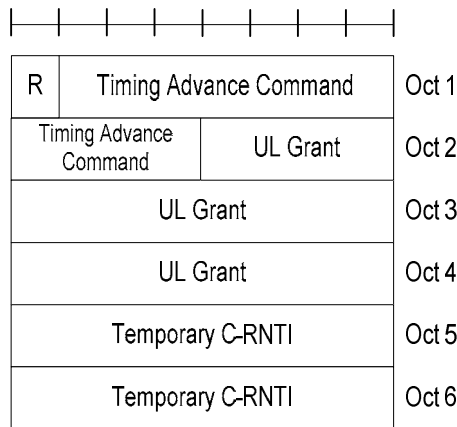 R Timing Advance Command Oct 1
Timing Advance
Command UL Grant Oct 2
UL Grant Oct 3
UL Grant Oct 4
Temporary C-RNTI Oct 5
Temporary C-RNTI Oct 6